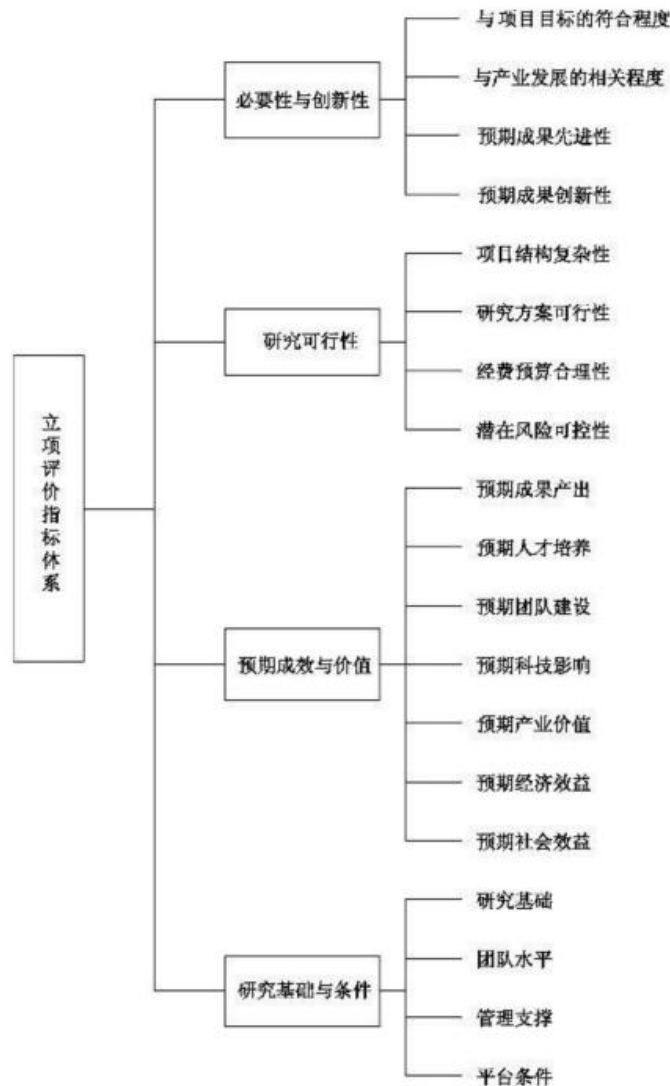 立项评价指标体系
必要性与创新性
与项目目标的符合程度
与产业发展的相关程度
预期成果先进性
预期成果创新性
研究可行性
项目结构复杂性
研究方案可行性
经费预算合理性
潜在风险可控性
预期成效与价值
预期成果产出
预期人才培养
预期团队建设
预期科技影响
预期产业价值
预期经济效益
预期社会效益
研究基础与条件
研究基础
团队水平
管理支撑
平台条件